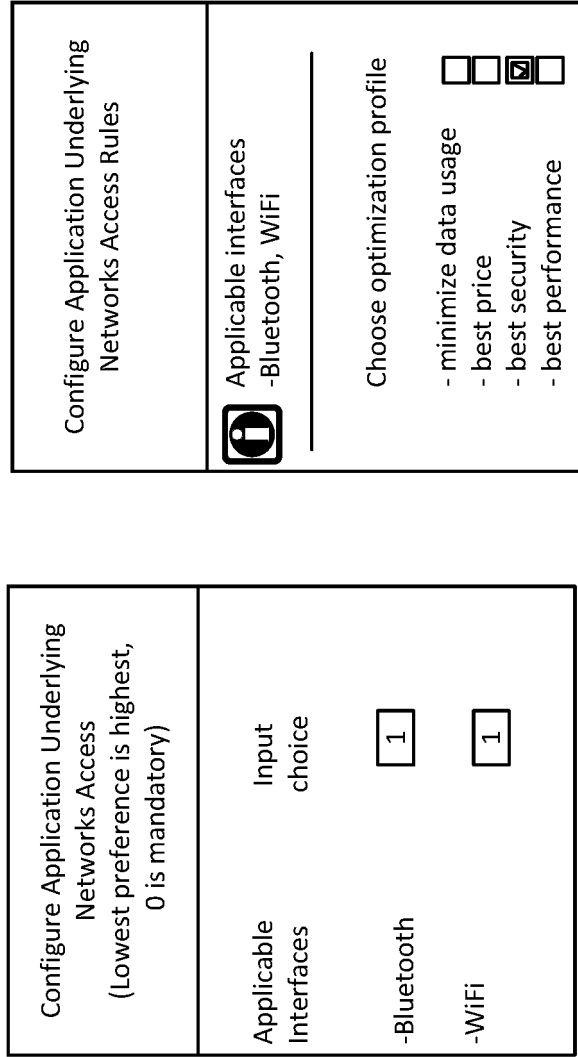 Configure Application Underlying
Networks Access
(Lowest preference is highest,
0 is mandatory)
Applicable
Interfaces
Input
choice
-Bluetooth
1
-WiFi
1
Configure Application Underlying
Networks Access Rules
i
Applicable interfaces
-Bluetooth, WiFi
Choose optimization profile
- minimize data usage
- best price
- best security
- best performance